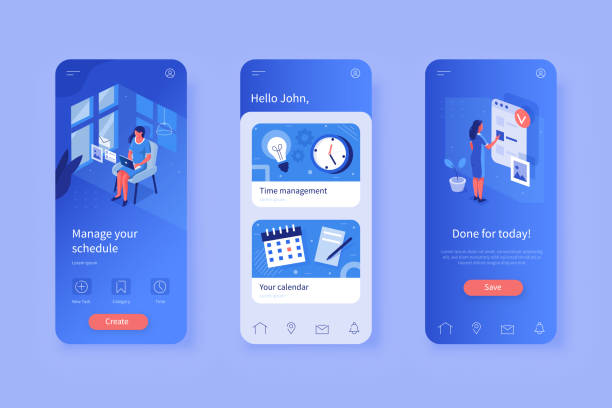 Manage your
schedule
Lorem ipsum
New Task
Category
Time
Create
Hello John,
Time management
Lorem ipsum
Your calendar
Lorem ipsum
Done for today!
Save